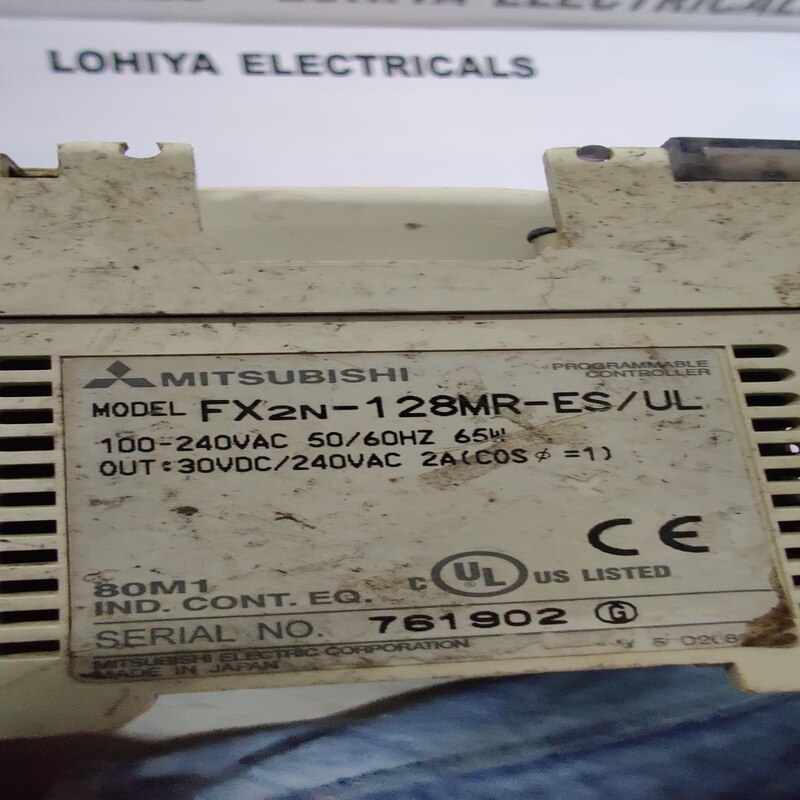 LOHIYA ELECTRICALS
MITSUBISHI
PROGRAMMABLE
CONTROLLER
MODEL FX2N-128MR-ES/UL
100-240VAC 50/60HZ 65W
OUT:30VDC/240VAC 2A(COS φ =1)
CE
80M1
IND. CONT. EQ.
C UL US LISTED
SERIAL NO. 761902 G
MITSUBISHI ELECTRIC CORPORATION
MADE IN JAPAN